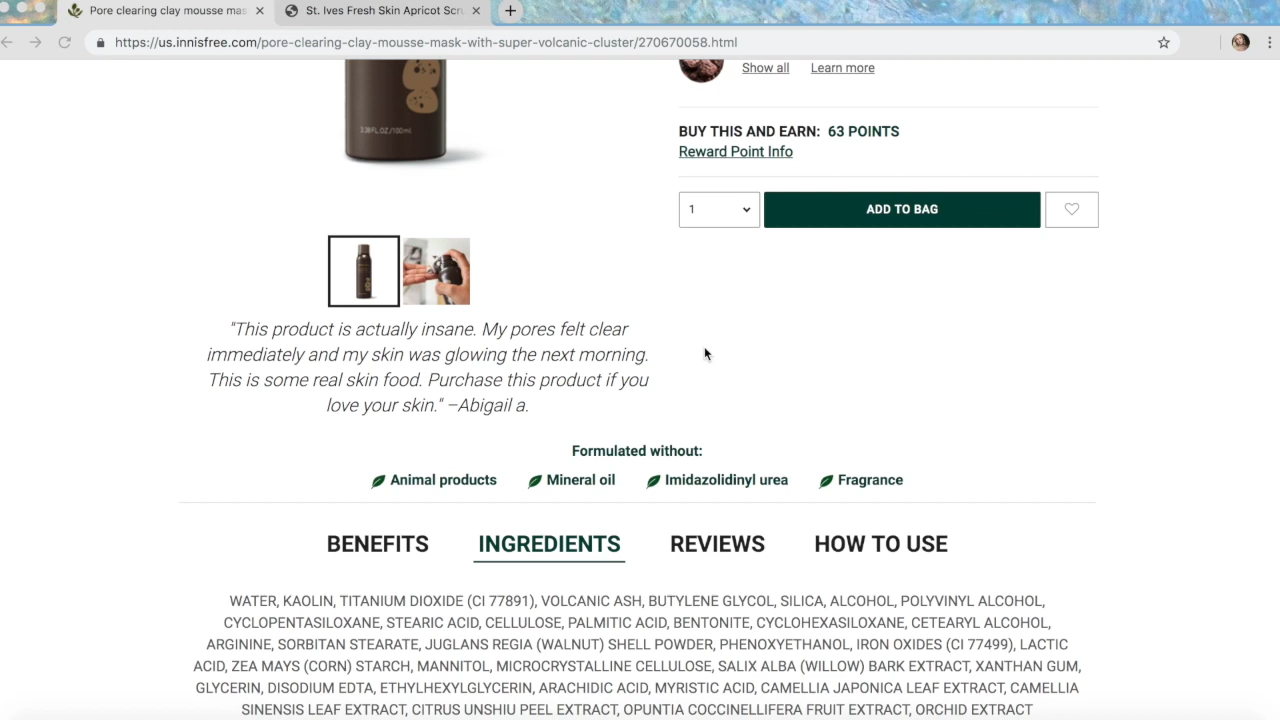 Pore clearing clay mousse mas
St. Ives Fresh Skin Apricot Scru
https://us.innisfree.com/pore-clearing-clay-mousse-mask-with-super-volcanic-cluster/270670058.html
Show all Learn more
3.38FL.OZ/100ml
BUY THIS AND EARN: 63 POINTS
Reward Point Info
1
ADD TO BAG
"This product is actually insane. My pores felt clear
immediately and my skin was glowing the next morning.
This is some real skin food. Purchase this product if you
love your skin." –Abigail a.
Formulated without:
Animal products Mineral oil Imidazolidinyl urea Fragrance
BENEFITS INGREDIENTS REVIEWS HOW TO USE
WATER, KAOLIN, TITANIUM DIOXIDE (CI 77891), VOLCANIC ASH, BUTYLENE GLYCOL, SILICA, ALCOHOL, POLYVINYL ALCOHOL,
CYCLOPENTASILOXANE, STEARIC ACID, CELLULOSE, PALMITIC ACID, BENTONITE, CYCLOHEXASILOXANE, CETEARYL ALCOHOL,
ARGININE, SORBITAN STEARATE, JUGLANS REGIA (WALNUT) SHELL POWDER, PHENOXYETHANOL, IRON OXIDES (CI 77499), LACTIC
ACID, ZEA MAYS (CORN) STARCH, MANNITOL, MICROCRYSTALLINE CELLULOSE, SALIX ALBA (WILLOW) BARK EXTRACT, XANTHAN GUM,
GLYCERIN, DISODIUM EDTA, ETHYLHEXYLGLYCERIN, ARACHIDIC ACID, MYRISTIC ACID, CAMELLIA JAPONICA LEAF EXTRACT, CAMELLIA
SINENSIS LEAF EXTRACT, CITRUS UNSHIU PEEL EXTRACT, OPUNTIA COCCINELLIFERA FRUIT EXTRACT, ORCHID EXTRACT